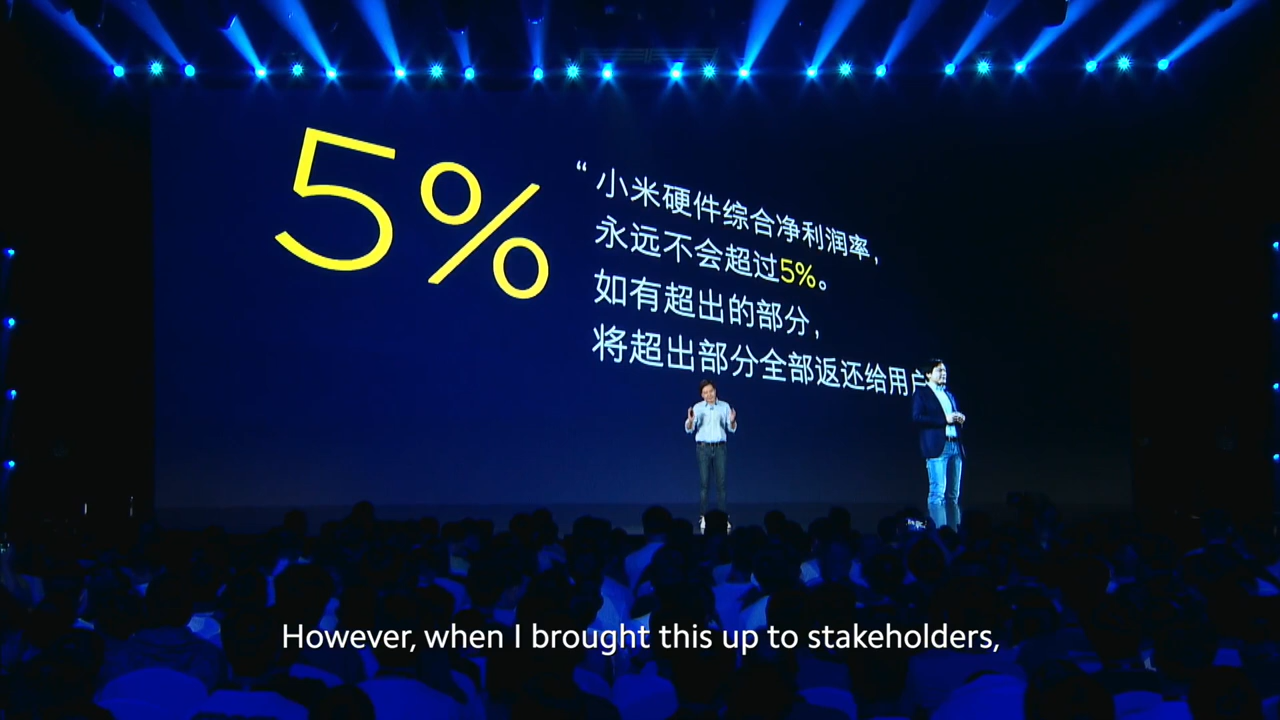 5%
“小米硬件综合净利润率，
永远不会超过5%。
如有超出的部分，
将超出部分全部返还给用户
However, when I brought this up to stakeholders,